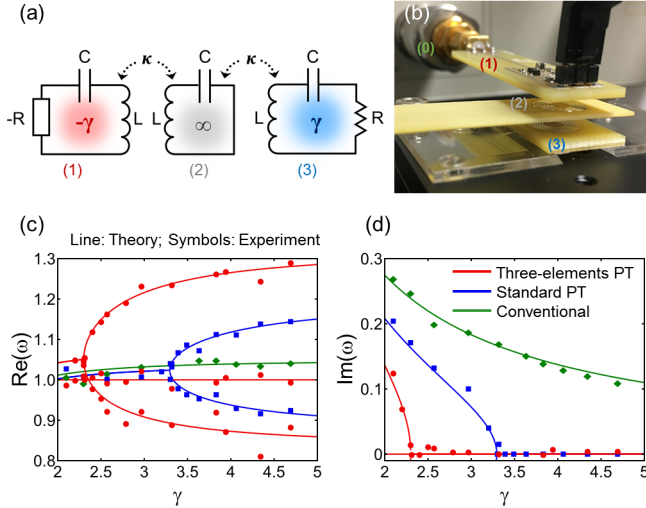 (a)
C κ C κ C
-R -γ L L ∞ L γ R
(1) (2) (3)
(b)
(0)
(1)
(2)
(3)
(c)
Line: Theory; Symbols: Experiment
1.3
1.2
1.1
1.0
0.9
0.8
Re(ω)
2 2.5 3 3.5 4 4.5 5
γ
(d)
Three-elements PT
Standard PT
Conventional
0.3
0.2
0.1
0
Im(ω)
2 2.5 3 3.5 4 4.5 5
γ